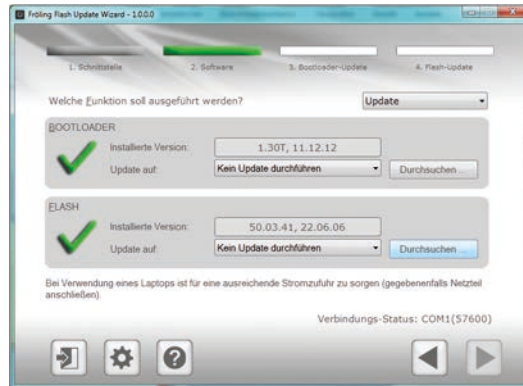 Fröling Flash Update Wizard - 1.0.0.0
1. Schnittstelle 2. Software 3. Bootloader-Update 4. Flash-Update
Welche Funktion soll ausgeführt werden? Update
BOOTLOADER
Installierte Version: 1.30T, 11.12.12
Update auf: Kein Update durchführen Durchsuchen ...
FLASH
Installierte Version: 50.03.41, 22.06.06
Update auf: Kein Update durchführen Durchsuchen ...
Bei Verwendung eines Laptops ist für eine ausreichende Stromzufuhr zu sorgen (gegebenenfalls Netzteil
anschließen).
Verbindungs-Status: COM1(57600)